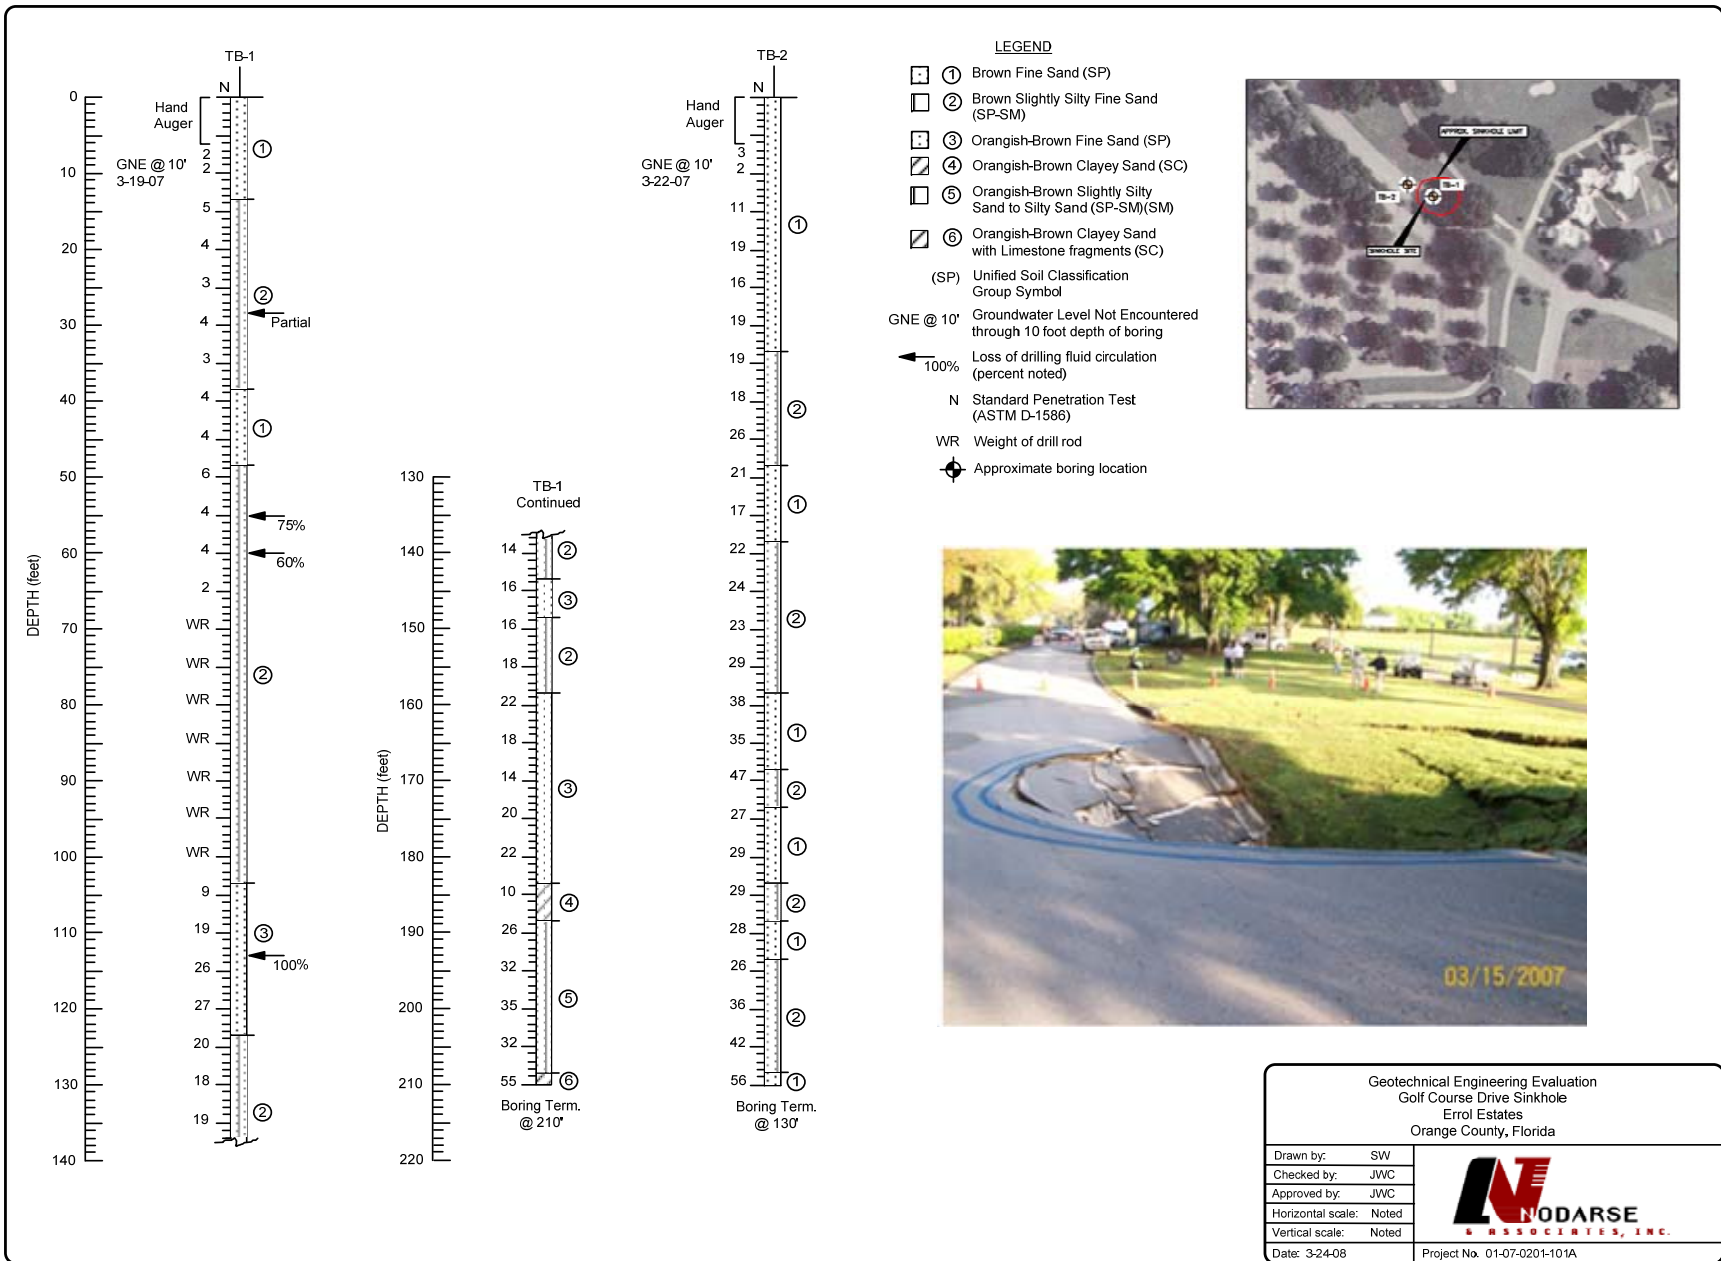 TB-1
N
0
10
20
30
40
50
60
70
80
90
100
110
120
130
140
DEPTH (feet)
Hand
Auger
GNE @ 10'
3-19-07
2
2
5
4
3
4
3
4
4
6
4
4
2
WR
WR
WR
WR
WR
WR
WR
9
19
26
27
20
18
19
1
2
Partial
1
75%
60%
2
3
100%
2
130
140
150
160
170
180
190
200
210
220
DEPTH (feet)
TB-1
Continued
14
16
16
18
22
18
14
20
22
10
26
32
35
32
55
2
3
2
3
4
5
6
Boring Term.
@ 210'
TB-2
N
Hand
Auger
GNE @ 10'
3-22-07
3
2
11
19
16
19
19
18
26
21
17
22
24
23
29
38
35
47
27
29
29
28
26
36
42
56
1
2
1
2
1
2
1
2
1
2
1
Boring Term.
@ 130'
LEGEND
1 Brown Fine Sand (SP)
2 Brown Slightly Silty Fine Sand
(SP-SM)
3 Orangish-Brown Fine Sand (SP)
4 Orangish-Brown Clayey Sand (SC)
5 Orangish-Brown Slightly Silty
Sand to Silty Sand (SP-SM)(SM)
6 Orangish-Brown Clayey Sand
with Limestone fragments (SC)
(SP) Unified Soil Classification
Group Symbol
GNE @ 10' Groundwater Level Not Encountered
through 10 foot depth of boring
100% Loss of drilling fluid circulation
(percent noted)
N Standard Penetration Test
(ASTM D-1586)
WR Weight of drill rod
Approximate boring location
APPROX. SINKHOLE LIMIT
TB-1
TB-2
SINKHOLE SITE
03/15/2007
Geotechnical Engineering Evaluation
Golf Course Drive Sinkhole
Errol Estates
Orange County, Florida
Drawn by: SW
Checked by: JWC
Approved by: JWC
Horizontal scale: Noted
Vertical scale: Noted
Date: 3-24-08
NODARSE
& ASSOCIATES, INC.
Project No. 01-07-0201-101A